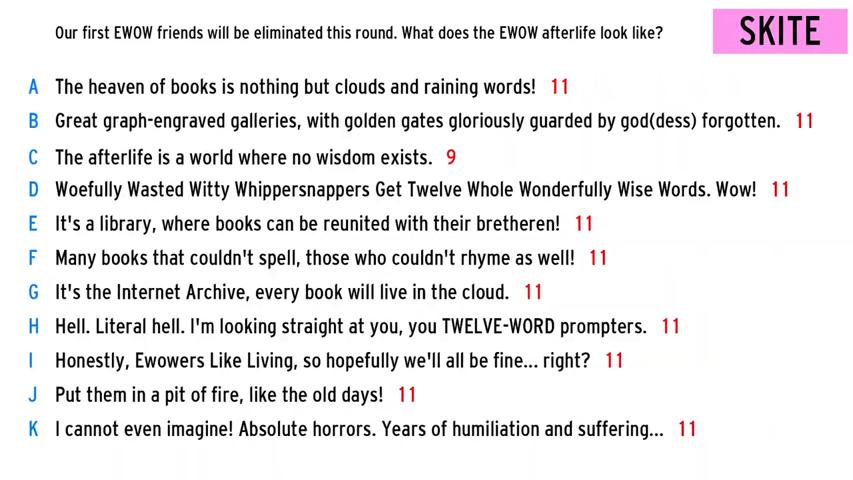 Our first EWOW friends will be eliminated this round. What does the EWOW afterlife look like?
SKITE
A The heaven of books is nothing but clouds and raining words! 11
B Great graph-engraved galleries, with golden gates gloriously guarded by god(dess) forgotten. 11
C The afterlife is a world where no wisdom exists. 9
D Woefully Wasted Witty Whippersnappers Get Twelve Whole Wonderfully Wise Words. Wow! 11
E It's a library, where books can be reunited with their bretheren! 11
F Many books that couldn't spell, those who couldn't rhyme as well! 11
G It's the Internet Archive, every book will live in the cloud. 11
H Hell. Literal hell. I'm looking straight at you, you TWELVE-WORD prompters. 11
I Honestly, Ewowers Like Living, so hopefully we'll all be fine... right? 11
J Put them in a pit of fire, like the old days! 11
K I cannot even imagine! Absolute horrors. Years of humiliation and suffering... 11